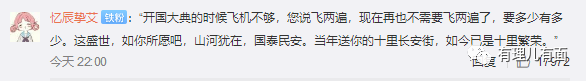 忆辰挚艾 铁粉 “开国大典的时候飞机不够，您说飞两遍，现在再也不需要飞两遍了，要多少有多
少。这盛世，如你所愿吧，山河犹在，国泰民安。当年送你的十里长安街，如今已是十里繁荣。”
今天 22:00
有理儿有面